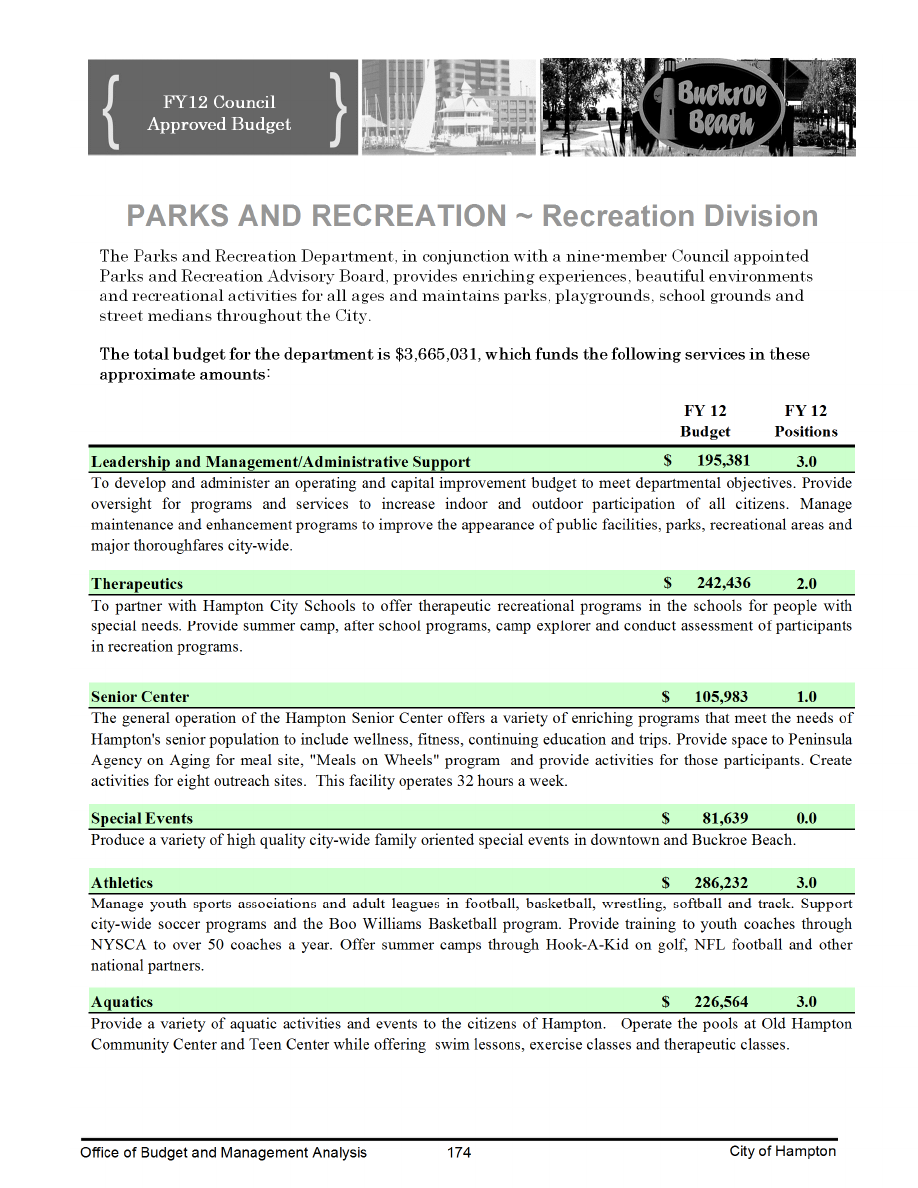 FY12 Council
Approved Budget
Buckroe
Beach
PARKS AND RECREATION ~ Recreation Division
The Parks and Recreation Department, in conjunction with a nine-member Council appointed
Parks and Recreation Advisory Board, provides enriching experiences, beautiful environments
and recreational activities for all ages and maintains parks, playgrounds, school grounds and
street medians throughout the City.
The total budget for the department is $3,665,031, which funds the following services in these
approximate amounts:
FY 12 FY 12
Budget Positions
Leadership and Management/Administrative Support $ 195,381 3.0
To develop and administer an operating and capital improvement budget to meet departmental objectives. Provide
oversight for programs and services to increase indoor and outdoor participation of all citizens. Manage
maintenance and enhancement programs to improve the appearance of public facilities, parks, recreational areas and
major thoroughfares city-wide.
Therapeutics $ 242,436 2.0
To partner with Hampton City Schools to offer therapeutic recreational programs in the schools for people with
special needs. Provide summer camp, after school programs, camp explorer and conduct assessment of participants
in recreation programs.
Senior Center $ 105,983 1.0
The general operation of the Hampton Senior Center offers a variety of enriching programs that meet the needs of
Hampton's senior population to include wellness, fitness, continuing education and trips. Provide space to Peninsula
Agency on Aging for meal site, "Meals on Wheels" program and provide activities for those participants. Create
activities for eight outreach sites. This facility operates 32 hours a week.
Special Events $ 81,639 0.0
Produce a variety of high quality city-wide family oriented special events in downtown and Buckroe Beach.
Athletics $ 286,232 3.0
Manage youth sports associations and adult leagues in football, basketball, wrestling, softball and track. Support
city-wide soccer programs and the Boo Williams Basketball program. Provide training to youth coaches through
NYSCA to over 50 coaches a year. Offer summer camps through Hook-A-Kid on golf, NFL football and other
national partners.
Aquatics $ 226,564 3.0
Provide a variety of aquatic activities and events to the citizens of Hampton. Operate the pools at Old Hampton
Community Center and Teen Center while offering swim lessons, exercise classes and therapeutic classes.
Office of Budget and Management Analysis 174 City of Hampton